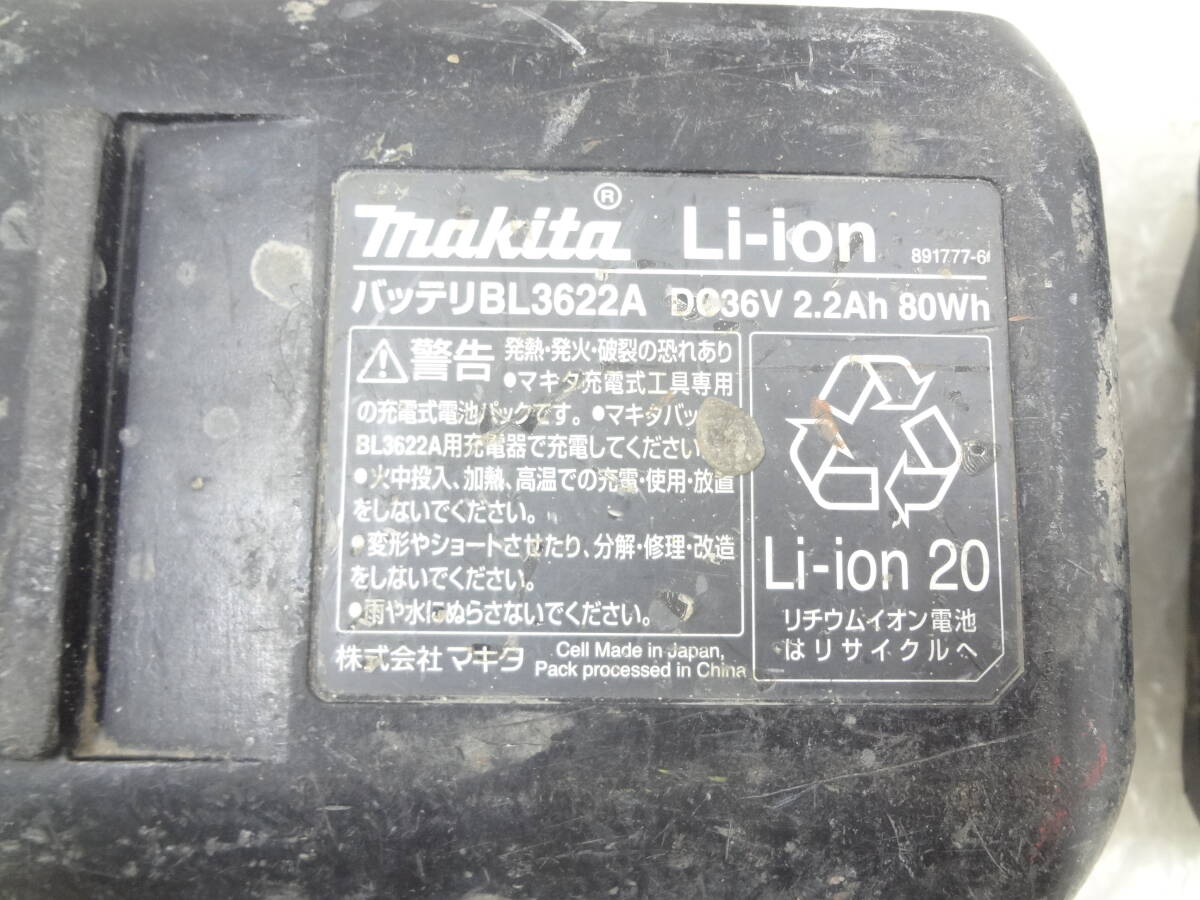 makita® Li-ion 891777-6
バッテリBL3622A DC36V 2.2Ah 80Wh
警告 発熱・発火・破裂の恐れあり
●マキタ充電式工具専用
の充電式電池パックです。●マキタバッ
BL3622A用充電器で充電してください
●火中投入、加熱、高温での充電・使用・放置
をしないでください。
●変形やショートさせたり、分解・修理・改造
をしないでください。
●雨や水にぬらさないでください。
株式会社マキタ
Cell Made in Japan,
Pack processed in China
Li-ion 20
リチウムイオン電池
はリサイクルへ